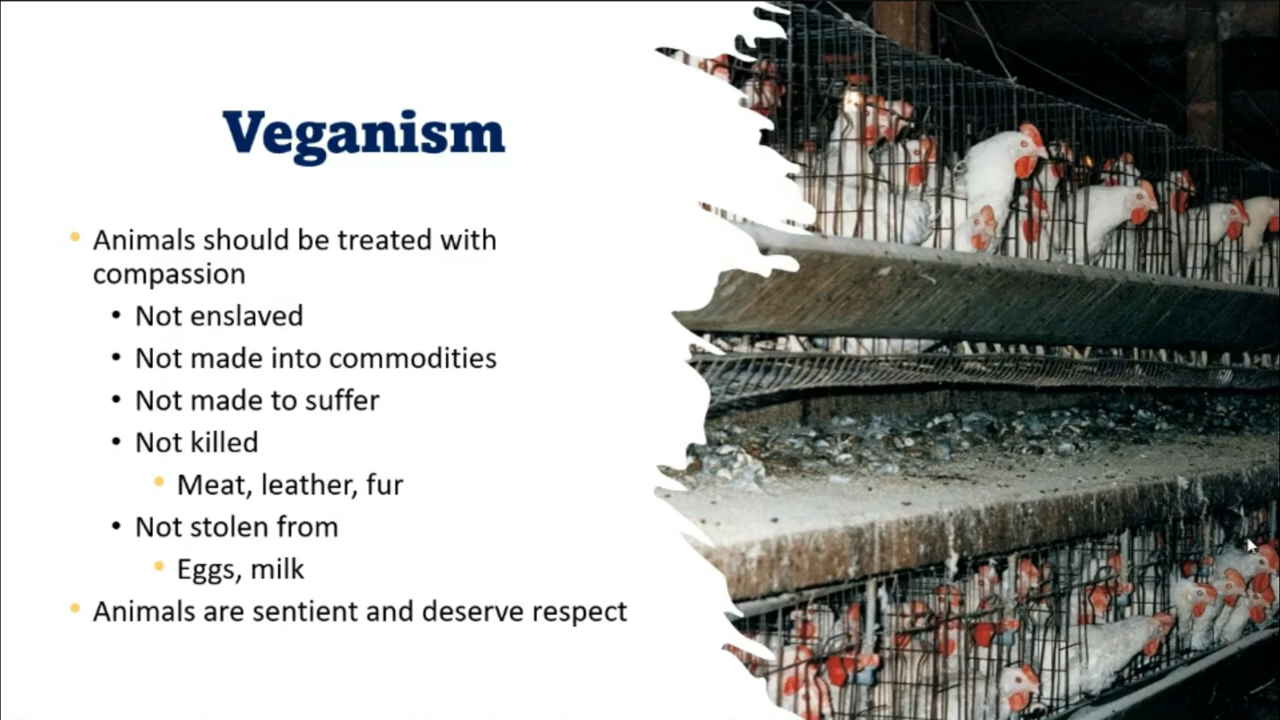 Veganism
• Animals should be treated with
compassion
• Not enslaved
• Not made into commodities
• Not made to suffer
• Not killed
• Meat, leather, fur
• Not stolen from
• Eggs, milk
• Animals are sentient and deserve respect